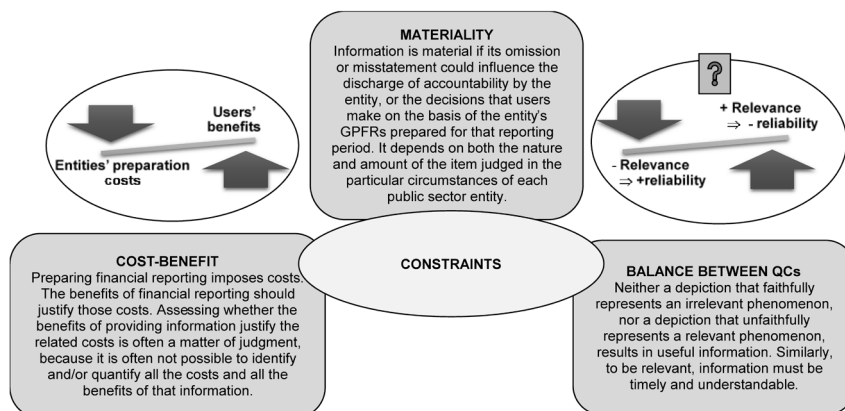 MATERIALITY
Information is material if its omission
or misstatement could influence the
discharge of accountability by the
entity, or the decisions that users
make on the basis of the entity's
GPFRs prepared for that reporting
period. It depends on both the nature
and amount of the item judged in the
particular circumstances of each
public sector entity.
Users'
benefits
Entities' preparation
costs
?
+ Relevance
⇒ - reliability
- Relevance
⇒ +reliability
CONSTRAINTS
COST-BENEFIT
Preparing financial reporting imposes costs.
The benefits of financial reporting should
justify those costs. Assessing whether the
benefits of providing information justify the
related costs is often a matter of judgment,
because it is often not possible to identify
and/or quantify all the costs and all the
benefits of that information.
BALANCE BETWEEN QCs
Neither a depiction that faithfully
represents an irrelevant phenomenon,
nor a depiction that unfaithfully
represents a relevant phenomenon,
results in useful information. Similarly,
to be relevant, information must be
timely and understandable.